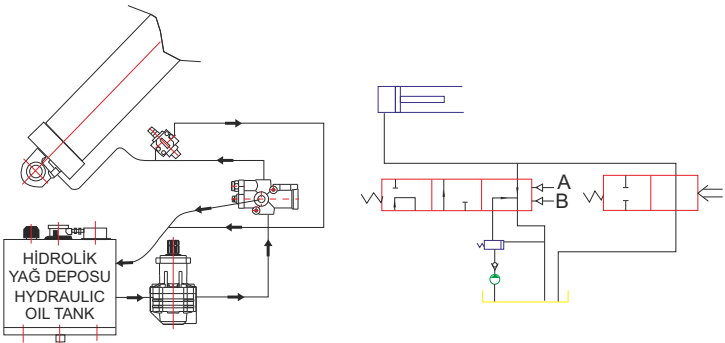 HİDROLİK
YAĞ DEPOSU
HYDRAULIC
OIL TANK
A
B